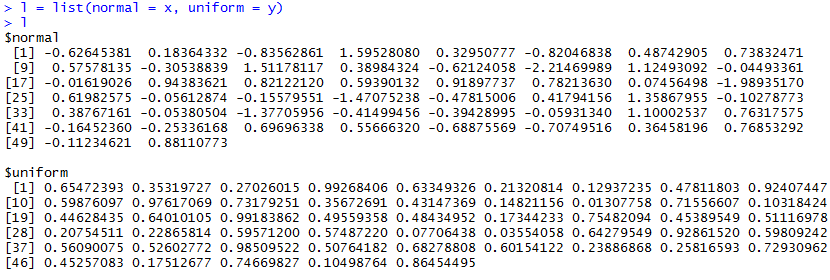 > l = list(normal = x, uniform = y)
> l
$normal
 [1] -0.62645381  0.18364332 -0.83562861  1.59528080  0.32950777 -0.82046838  0.48742905  0.73832471
 [9]  0.57578135 -0.30538839  1.51178117  0.38984324 -0.62124058 -2.21469989  1.12493092 -0.04493361
[17] -0.01619026  0.94383621  0.82122120  0.59390132  0.91897737  0.78213630  0.07456498 -1.98935170
[25]  0.61982575 -0.05612874 -0.15579551 -1.47075238 -0.47815006  0.41794156  1.35867955 -0.10278773
[33]  0.38767161 -0.05380504 -1.37705956 -0.41499456 -0.39428995 -0.05931340  1.10002537  0.76317575
[41] -0.16452360 -0.25336168  0.69696338  0.55666320 -0.68875569 -0.70749516  0.36458196  0.76853292
[49] -0.11234621  0.88110773

$uniform
 [1] 0.65472393 0.35319727 0.27026015 0.99268406 0.63349326 0.21320814 0.12937235 0.47811803 0.92407447
[10] 0.59876097 0.97617069 0.73179251 0.35672691 0.43147369 0.14821156 0.01307758 0.71556607 0.10318424
[19] 0.44628435 0.64010105 0.99183862 0.49559358 0.48434952 0.17344233 0.75482094 0.45389549 0.51116978
[28] 0.20754511 0.22865814 0.59571200 0.57487220 0.07706438 0.03554058 0.64279549 0.92861520 0.59809242
[37] 0.56090075 0.52602772 0.98509522 0.50764182 0.68278808 0.60154122 0.23886868 0.25816593 0.72930962
[46] 0.45257083 0.17512677 0.74669827 0.10498764 0.86454495